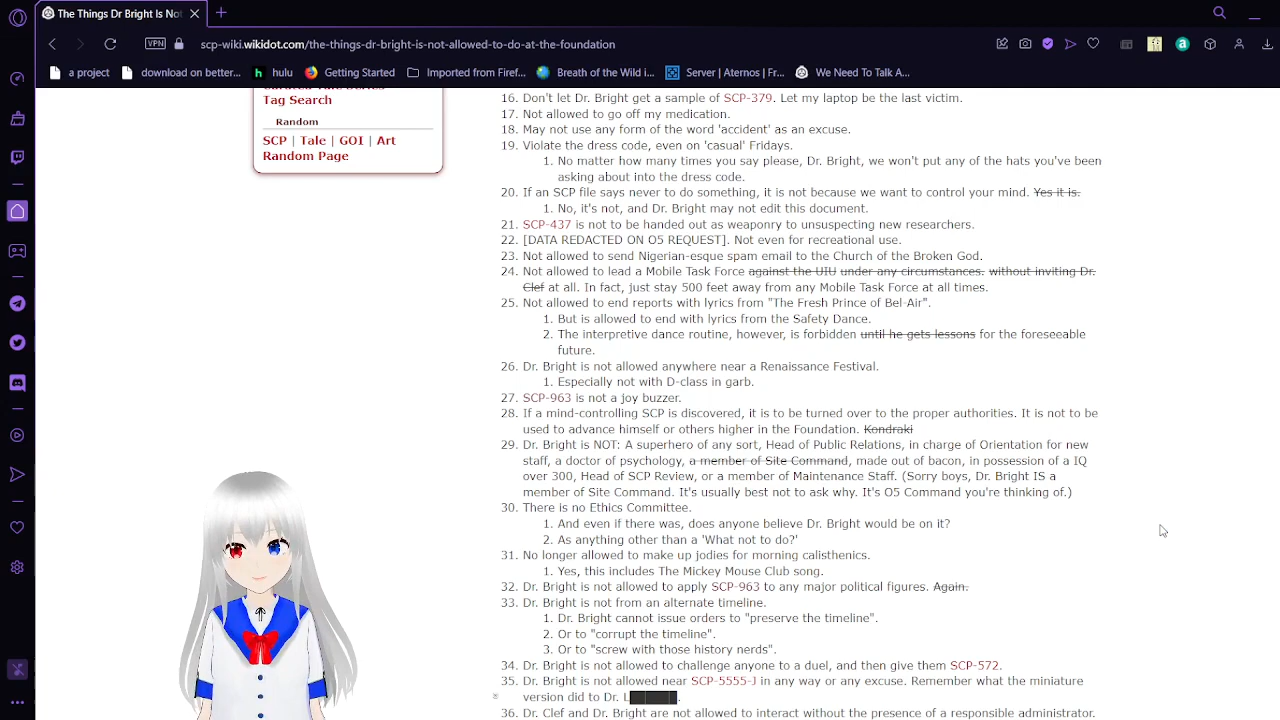 The Things Dr Bright Is Not
scp-wiki.wikidot.com/the-things-dr-bright-is-not-allowed-to-do-at-the-foundation
VPN
a project
download on better...
hulu
Getting Started
Imported from Firef...
Breath of the Wild i...
Server | Aternos | Fr...
We Need To Talk A...
Curated Tale Series
Tag Search
Random
SCP | Tale | GOI | Art
Random Page
16. Don't let Dr. Bright get a sample of SCP-379. Let my laptop be the last victim.
17. Not allowed to go off my medication.
18. May not use any form of the word 'accident' as an excuse.
19. Violate the dress code, even on 'casual' Fridays.
1. No matter how many times you say please, Dr. Bright, we won't put any of the hats you've been
asking about into the dress code.
20. If an SCP file says never to do something, it is not because we want to control your mind. Yes it is.
1. No, it's not, and Dr. Bright may not edit this document.
21. SCP-437 is not to be handed out as weaponry to unsuspecting new researchers.
22. [DATA REDACTED ON O5 REQUEST]. Not even for recreational use.
23. Not allowed to send Nigerian-esque spam email to the Church of the Broken God.
24. Not allowed to lead a Mobile Task Force against the UIU under any circumstances. without inviting Dr.
Clef at all. In fact, just stay 500 feet away from any Mobile Task Force at all times.
25. Not allowed to end reports with lyrics from "The Fresh Prince of Bel-Air".
1. But is allowed to end with lyrics from the Safety Dance.
2. The interpretive dance routine, however, is forbidden until he gets lessons for the foreseeable
future.
26. Dr. Bright is not allowed anywhere near a Renaissance Festival.
1. Especially not with D-class in garb.
27. SCP-963 is not a joy buzzer.
28. If a mind-controlling SCP is discovered, it is to be turned over to the proper authorities. It is not to be
used to advance himself or others higher in the Foundation. Kondraki
29. Dr. Bright is NOT: A superhero of any sort, Head of Public Relations, in charge of Orientation for new
staff, a doctor of psychology, a member of Site Command, made out of bacon, in possession of a IQ
over 300, Head of SCP Review, or a member of Maintenance Staff. (Sorry boys, Dr. Bright IS a
member of Site Command. It's usually best not to ask why. It's O5 Command you're thinking of.)
30. There is no Ethics Committee.
1. And even if there was, does anyone believe Dr. Bright would be on it?
2. As anything other than a 'What not to do?'
31. No longer allowed to make up jodies for morning calisthenics.
1. Yes, this includes The Mickey Mouse Club song.
32. Dr. Bright is not allowed to apply SCP-963 to any major political figures. Again.
33. Dr. Bright is not from an alternate timeline.
1. Dr. Bright cannot issue orders to "preserve the timeline".
2. Or to "corrupt the timeline".
3. Or to "screw with those history nerds".
34. Dr. Bright is not allowed to challenge anyone to a duel, and then give them SCP-572.
35. Dr. Bright is not allowed near SCP-5555-J in any way or any excuse. Remember what the miniature
version did to Dr. L██████.
36. Dr. Clef and Dr. Bright are not allowed to interact without the presence of a responsible administrator.